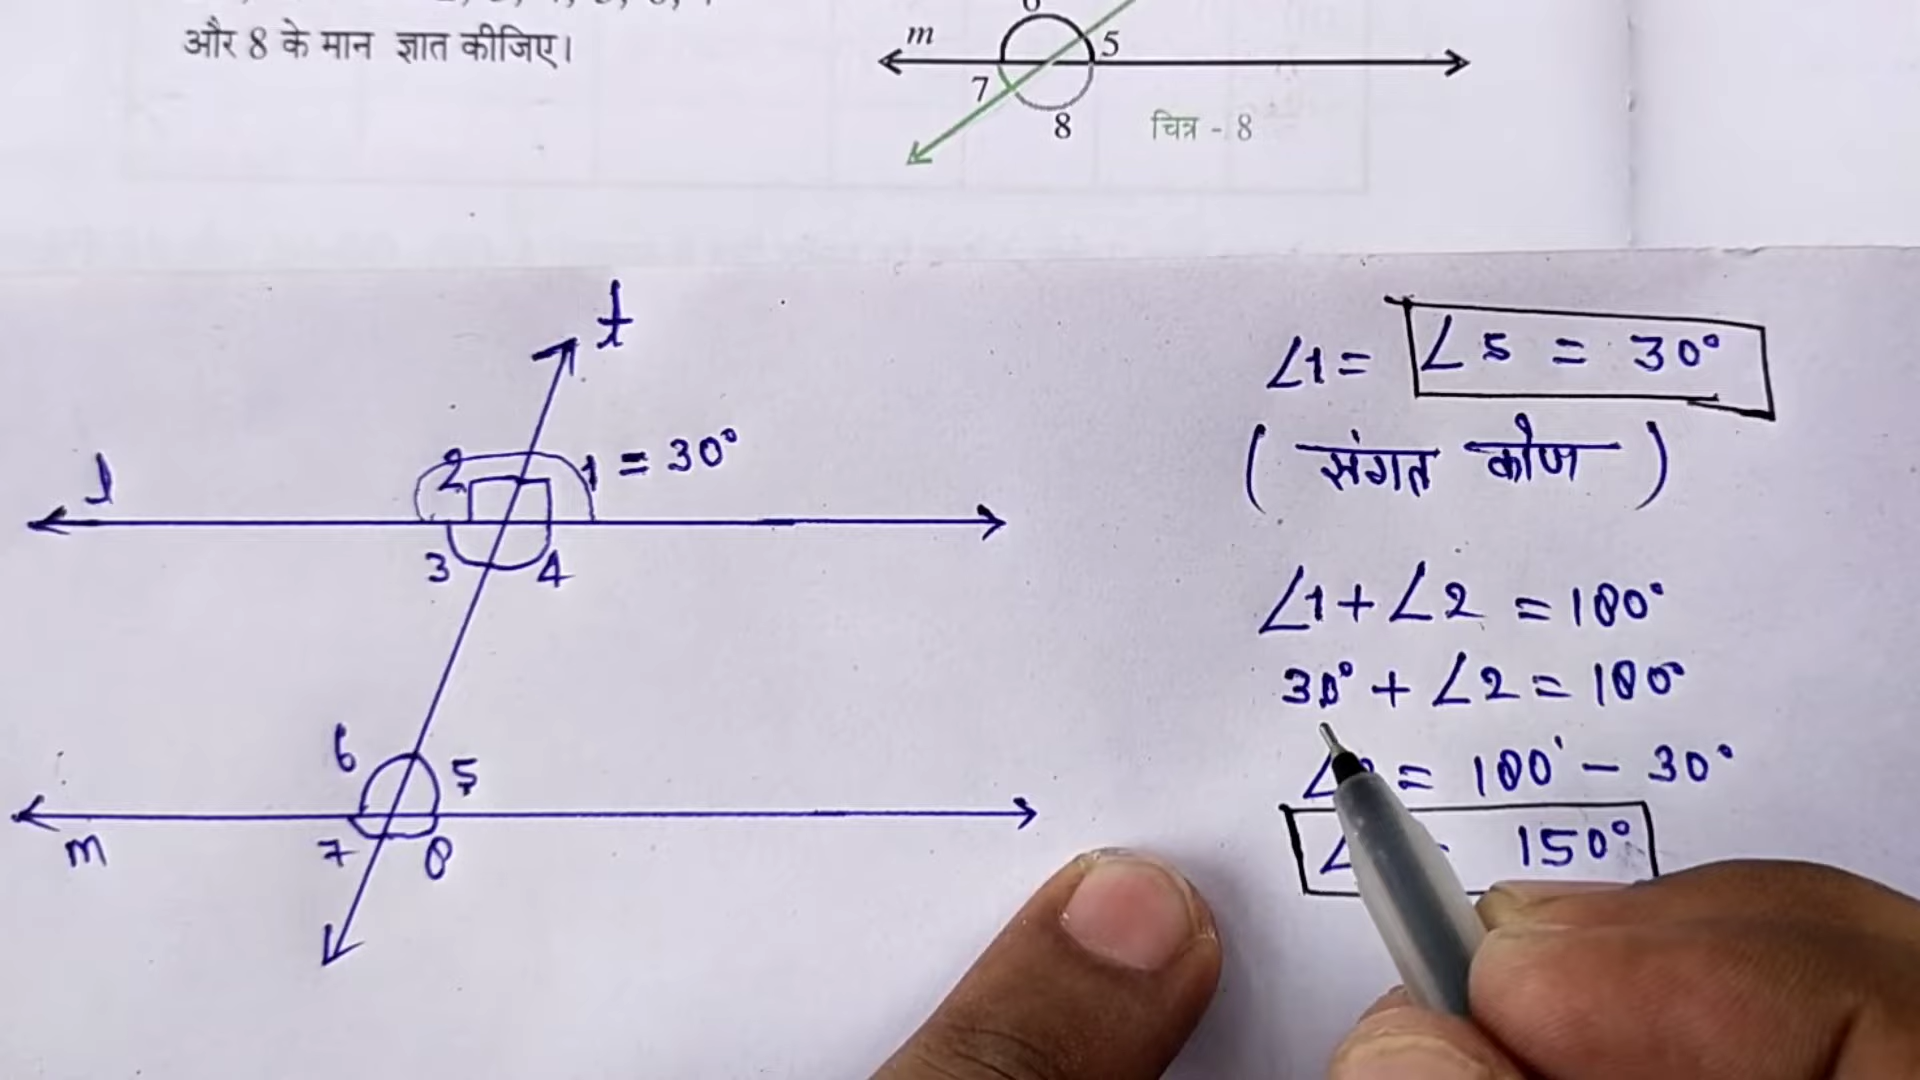 और 8 के मान ज्ञात कीजिए।
m
5
7
8
चित्र - 8
t
l
2
1 = 30°
3
4
6
5
m
7
8
∠1 = ∠5 = 30°
( संगत कोण )
∠1 + ∠2 = 180°
30° + ∠2 = 180°
= 180° - 30°
150°